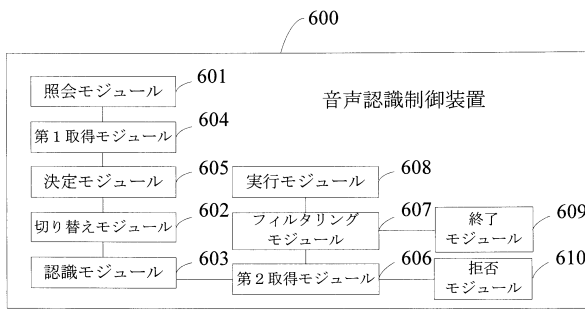 600
音声認識制御装置
照会モジュール
601
第1取得モジュール
604
決定モジュール
605
切り替えモジュール
602
認識モジュール
603
実行モジュール
608
フィルタリング
モジュール
607
第2取得モジュール
606
終了
モジュール
609
拒否
モジュール
610